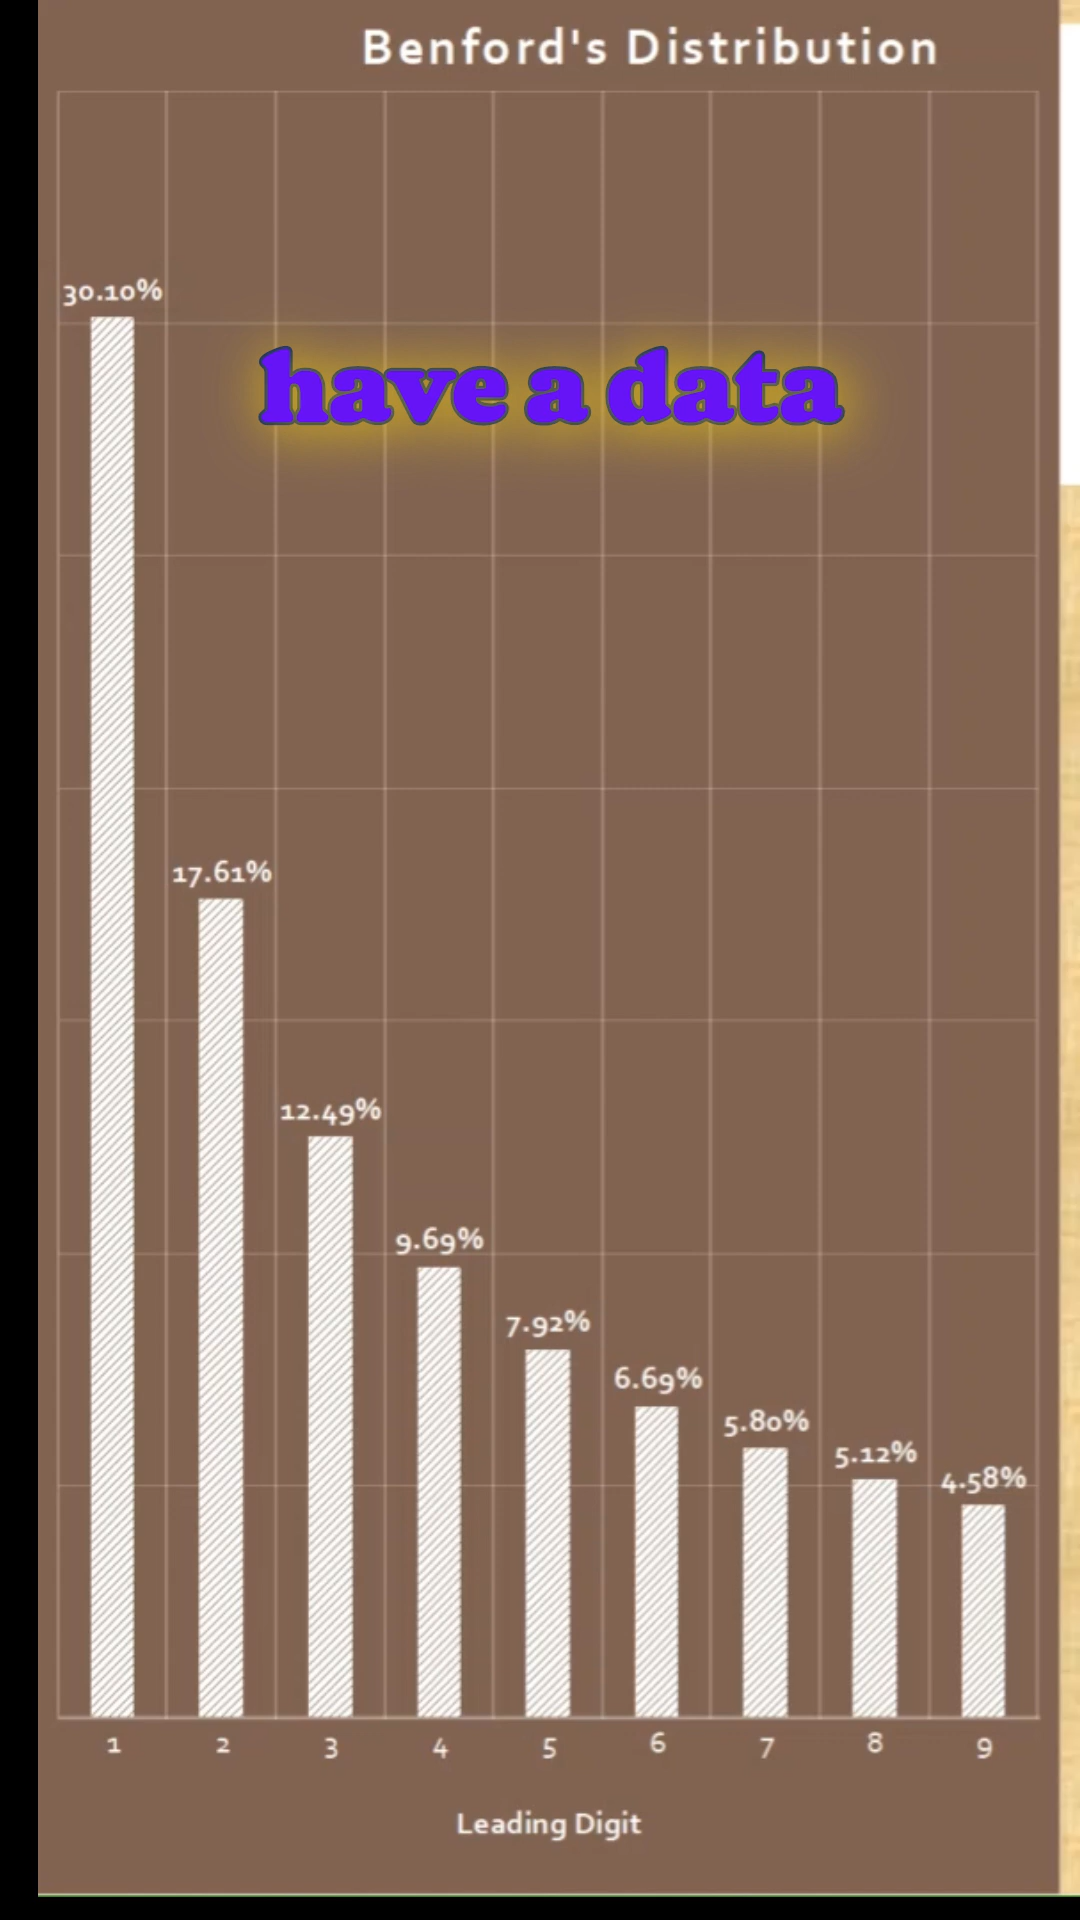 Benford's Distribution
30.10%
have a data
17.61%
12.49%
9.69%
7.92%
6.69%
5.80%
5.12%
4.58%
1 2 3 4 5 6 7 8 9
Leading Digit